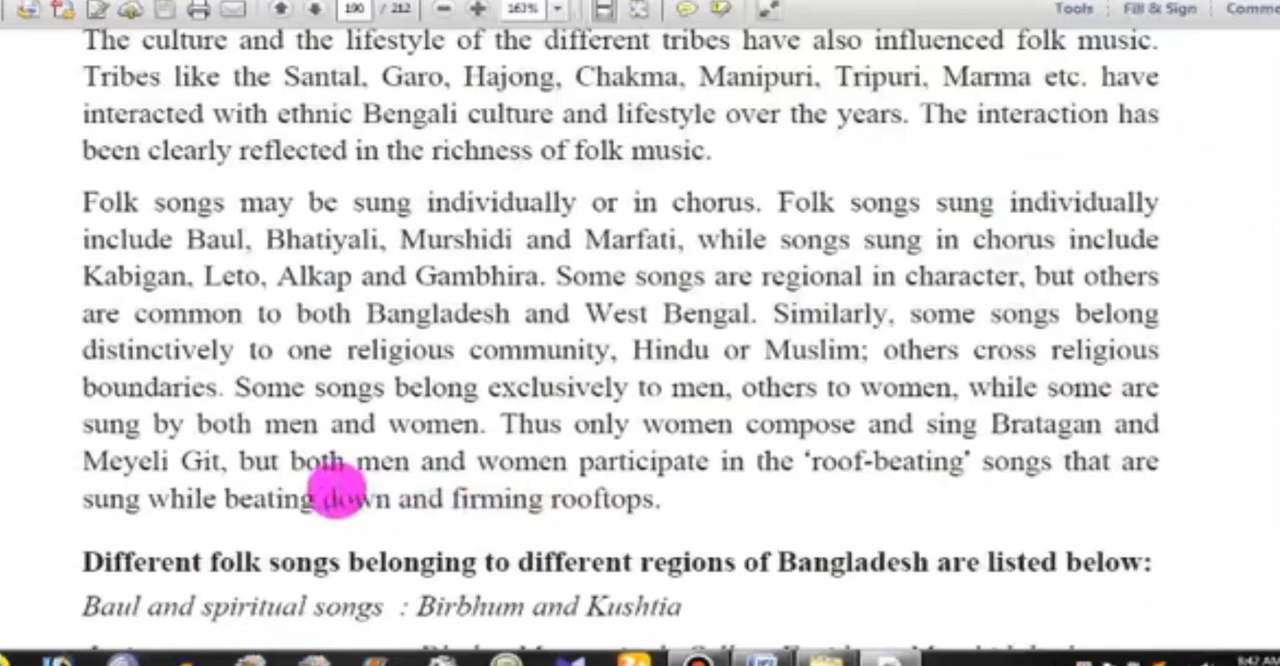 190 / 212 163% Tools Fill & Sign Comme
The culture and the lifestyle of the different tribes have also influenced folk music.
Tribes like the Santal, Garo, Hajong, Chakma, Manipuri, Tripuri, Marma etc. have
interacted with ethnic Bengali culture and lifestyle over the years. The interaction has
been clearly reflected in the richness of folk music.
Folk songs may be sung individually or in chorus. Folk songs sung individually
include Baul, Bhatiyali, Murshidi and Marfati, while songs sung in chorus include
Kabigan, Leto, Alkap and Gambhira. Some songs are regional in character, but others
are common to both Bangladesh and West Bengal. Similarly, some songs belong
distinctively to one religious community, Hindu or Muslim; others cross religious
boundaries. Some songs belong exclusively to men, others to women, while some are
sung by both men and women. Thus only women compose and sing Bratagan and
Meyeli Git, but both men and women participate in the ‘roof-beating’ songs that are
sung while beating down and firming rooftops.
Different folk songs belonging to different regions of Bangladesh are listed below:
Baul and spiritual songs : Birbhum and Kushtia